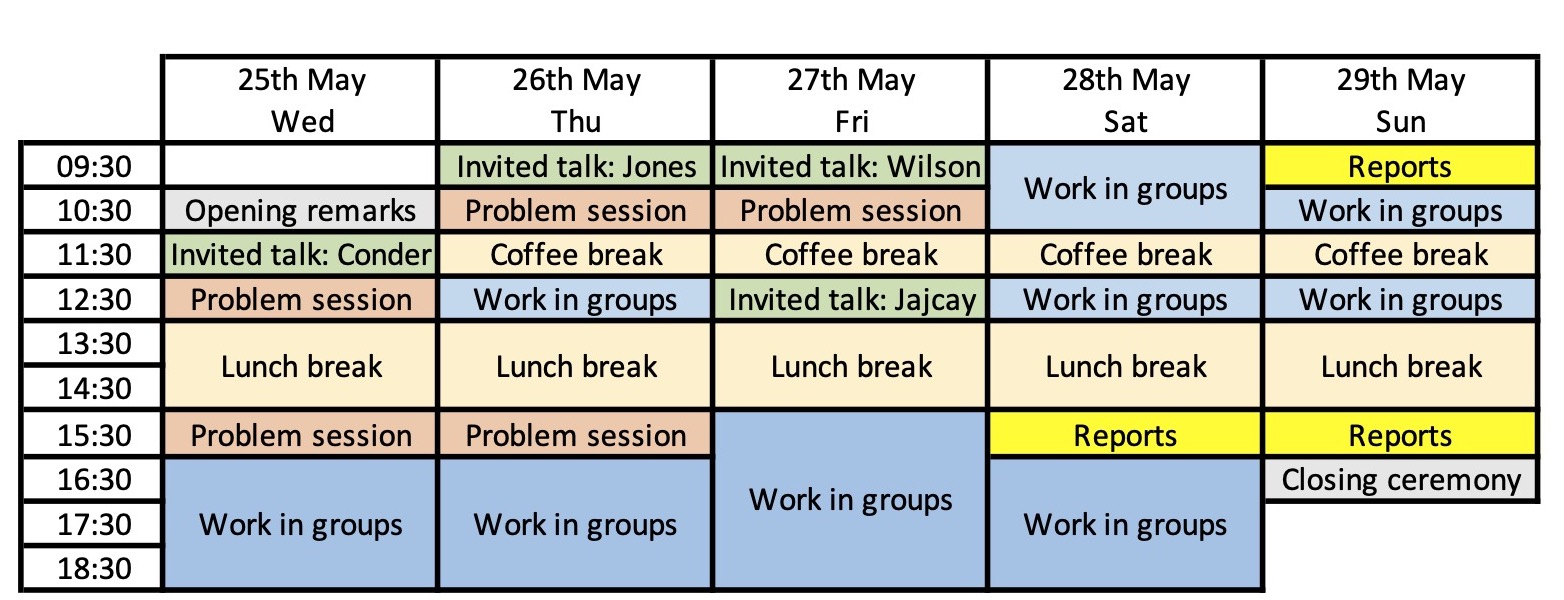 25th May 26th May 27th May 28th May 29th May
Wed Thu Fri Sat Sun
09:30 Invited talk: Jones Invited talk: Wilson Work in groups Reports
10:30 Opening remarks Problem session Problem session Work in groups
11:30 Invited talk: Conder Coffee break Coffee break Coffee break Coffee break
12:30 Problem session Work in groups Invited talk: Jajcay Work in groups Work in groups
13:30 Lunch break Lunch break Lunch break Lunch break Lunch break
14:30
15:30 Problem session Problem session Work in groups Reports Reports
16:30 Work in groups Work in groups Work in groups Closing ceremony
17:30
18:30